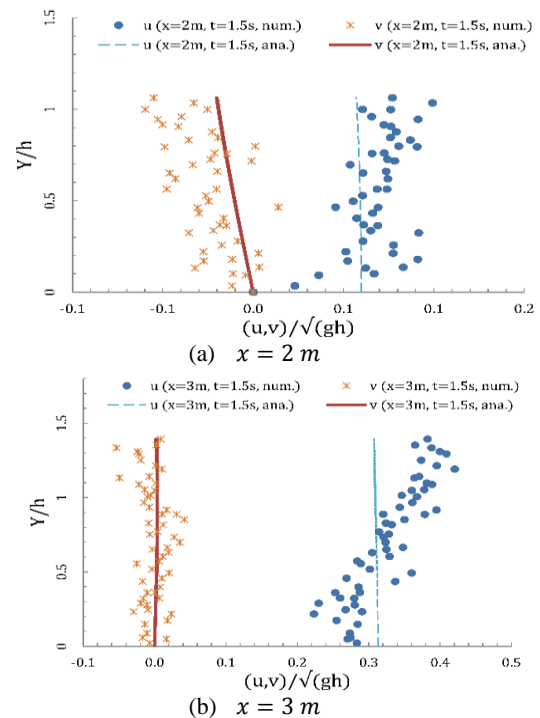 u (x=2m, t=1.5s, num.) v (x=2m, t=1.5s, num.)
u (x=2m, t=1.5s, ana.) v (x=2m, t=1.5s, ana.)
1.5
1
0.5
0
Y/h
-0.1 -0.1 0.0 0.1 0.1 0.2
(u,v)/√(gh)
(a) x = 2 m
u (x=3m, t=1.5s, num.) v (x=3m, t=1.5s, num.)
u (x=3m, t=1.5s, ana.) v (x=3m, t=1.5s, ana.)
1.5
1
0.5
0
Y/h
-0.1 0.0 0.1 0.2 0.3 0.4 0.5
(u,v)/√(gh)
(b) x = 3 m